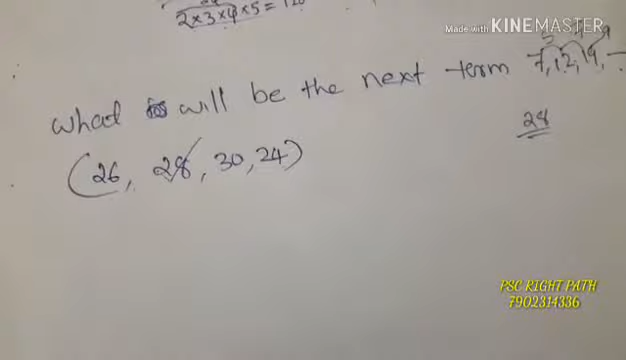 2×3×4×5=120
Made with KINEMASTER
what will be the next term 7, 12, 19, _
28
(26, 28, 30, 24)
PSC RIGHT PATH
7902314336